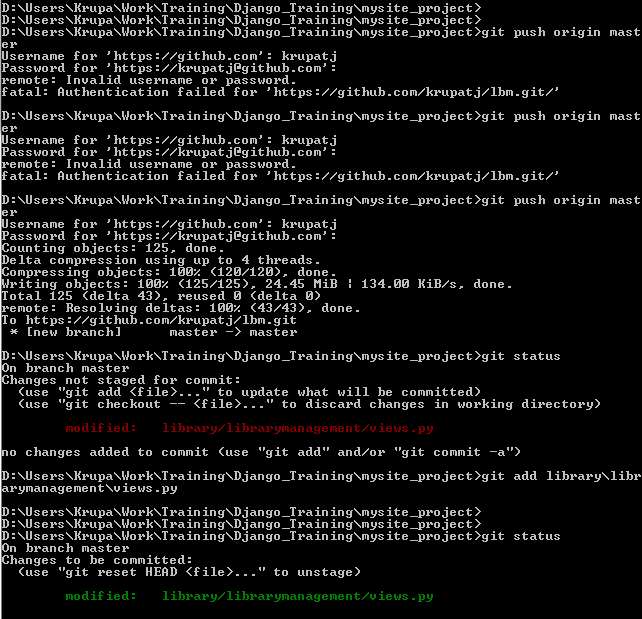 D:\Users\Krupa\Work\Training\Django_Training\mysite_project>
D:\Users\Krupa\Work\Training\Django_Training\mysite_project>
D:\Users\Krupa\Work\Training\Django_Training\mysite_project>git push origin mast
er
Username for 'https://github.com': krupatj
Password for 'https://krupatj@github.com':
remote: Invalid username or password.
fatal: Authentication failed for 'https://github.com/krupatj/lbm.git/'
D:\Users\Krupa\Work\Training\Django_Training\mysite_project>git push origin mast
er
Username for 'https://github.com': krupatj
Password for 'https://krupatj@github.com':
remote: Invalid username or password.
fatal: Authentication failed for 'https://github.com/krupatj/lbm.git/'
D:\Users\Krupa\Work\Training\Django_Training\mysite_project>git push origin mast
er
Username for 'https://github.com': krupatj
Password for 'https://krupatj@github.com':
Counting objects: 125, done.
Delta compression using up to 4 threads.
Compressing objects: 100% (120/120), done.
Writing objects: 100% (125/125), 24.45 MiB | 134.00 KiB/s, done.
Total 125 (delta 43), reused 0 (delta 0)
remote: Resolving deltas: 100% (43/43), done.
To https://github.com/krupatj/lbm.git
 * [new branch]      master -> master
D:\Users\Krupa\Work\Training\Django_Training\mysite_project>git status
On branch master
Changes not staged for commit:
  (use "git add <file>..." to update what will be committed)
  (use "git checkout -- <file>..." to discard changes in working directory)
        modified:   library/librarymanagement/views.py
no changes added to commit (use "git add" and/or "git commit -a")
D:\Users\Krupa\Work\Training\Django_Training\mysite_project>git add library\libr
arymanagement\views.py
D:\Users\Krupa\Work\Training\Django_Training\mysite_project>
D:\Users\Krupa\Work\Training\Django_Training\mysite_project>
D:\Users\Krupa\Work\Training\Django_Training\mysite_project>git status
On branch master
Changes to be committed:
  (use "git reset HEAD <file>..." to unstage)
        modified:   library/librarymanagement/views.py